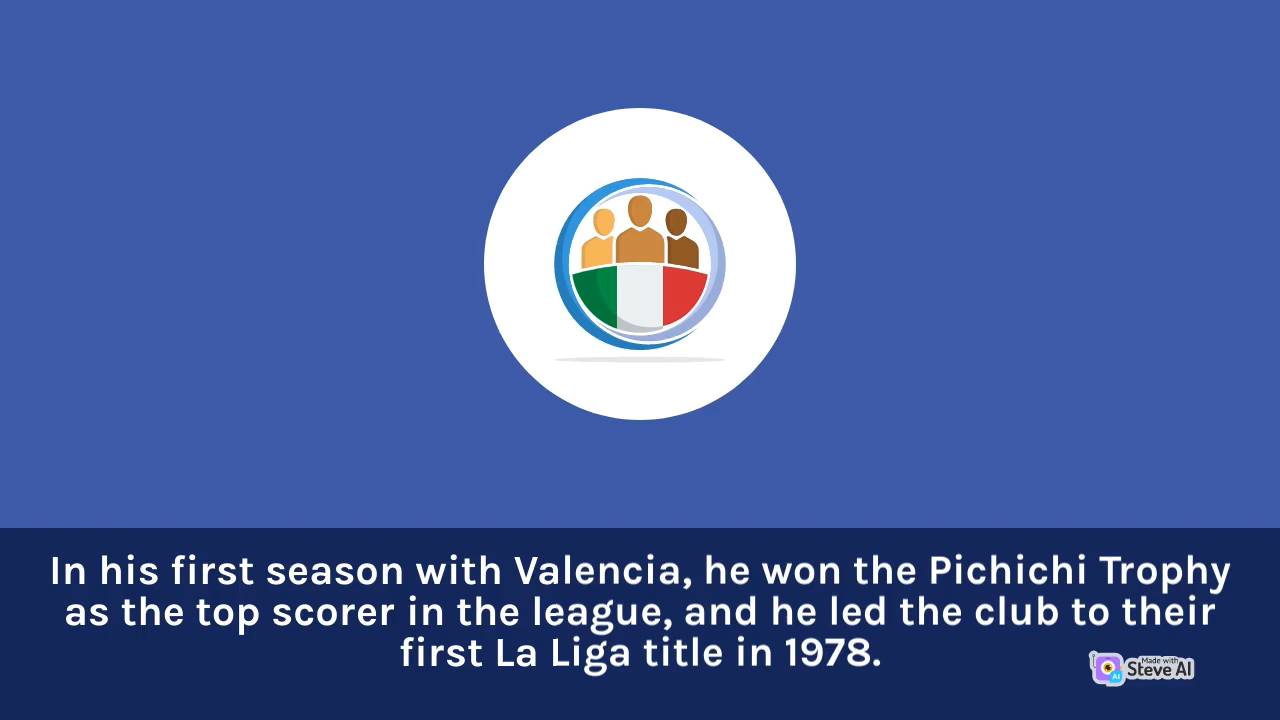 In his first season with Valencia, he won the Pichichi Trophy
as the top scorer in the league, and he led the club to their
first La Liga title in 1978.
Made with
Steve AI
AI